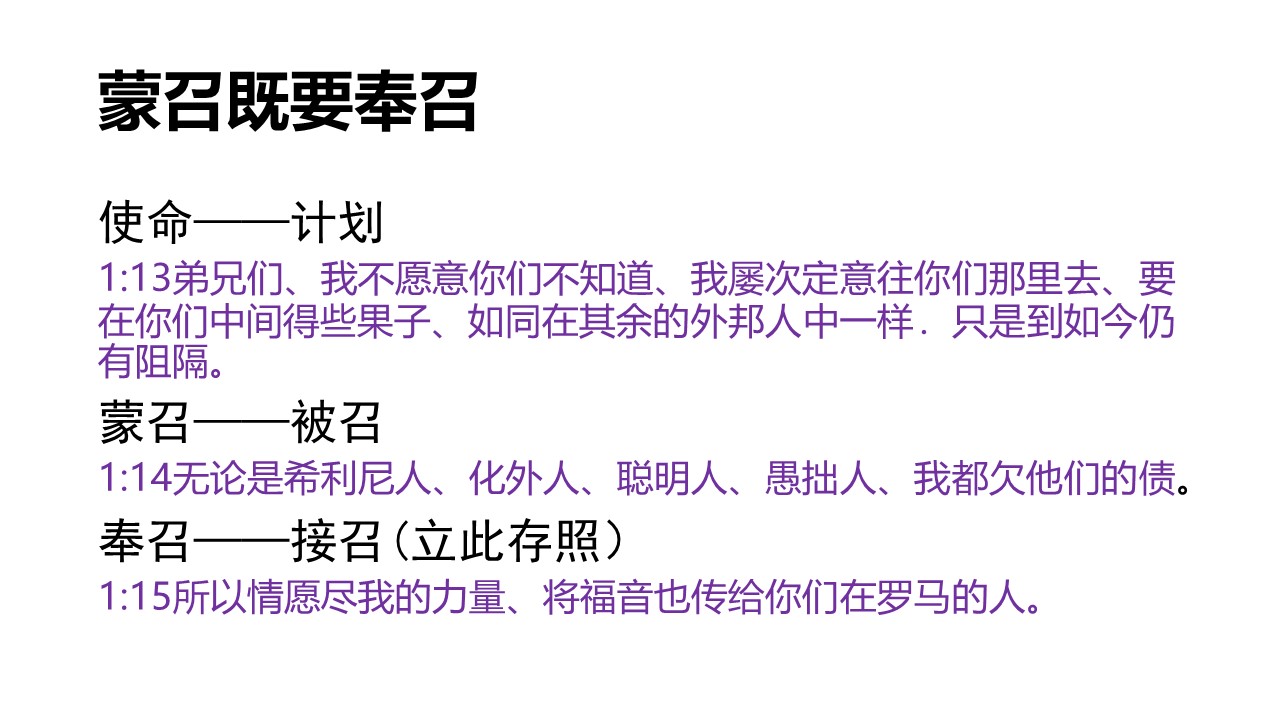 蒙召既要奉召
使命——计划
1:13弟兄们、我不愿意你们不知道、我屡次定意往你们那里去、要
在你们中间得些果子、如同在其余的外邦人中一样．只是到如今仍
有阻隔。
蒙召——被召
1:14无论是希利尼人、化外人、聪明人、愚拙人、我都欠他们的债。
奉召——接召(立此存照）
1:15所以情愿尽我的力量、将福音也传给你们在罗马的人。